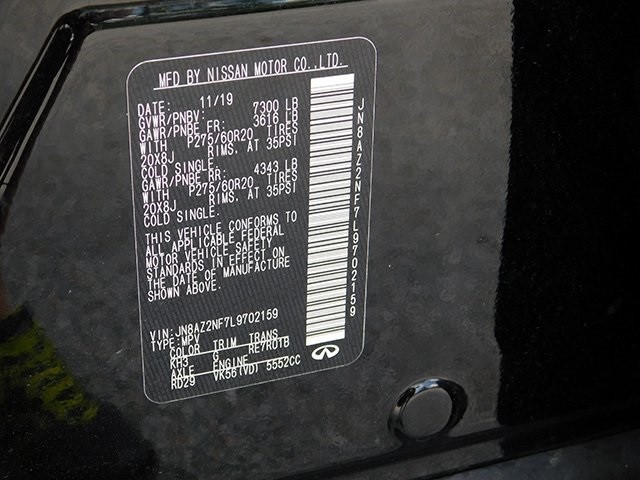 MFD BY NISSAN MOTOR CO.,LTD.
DATE: 11/19
GVWR/PNBV: 7300 LB
GAWR/PNBE FR: 3616 LB
WITH P275/60R20 TIRES
20X8J RIMS. AT 35PSI
COLD SINGLE.
GAWR/PNBE RR: 4343 LB
WITH P275/60R20 TIRES
20X8J RIMS. AT 35PSI
COLD SINGLE.
THIS VEHICLE CONFORMS TO
ALL APPLICABLE FEDERAL
MOTOR VEHICLE SAFETY
STANDARDS IN EFFECT ON
THE DATE OF MANUFACTURE
SHOWN ABOVE.
VIN: JN8AZ2NF7L9702159
TYPE: MPV
COLOR TRIM TRANS
KH3 G RE7R01B
AXLE ENGINE
RD29 VK56(VD) 5552CC
JN8AZ2NF7L9702159